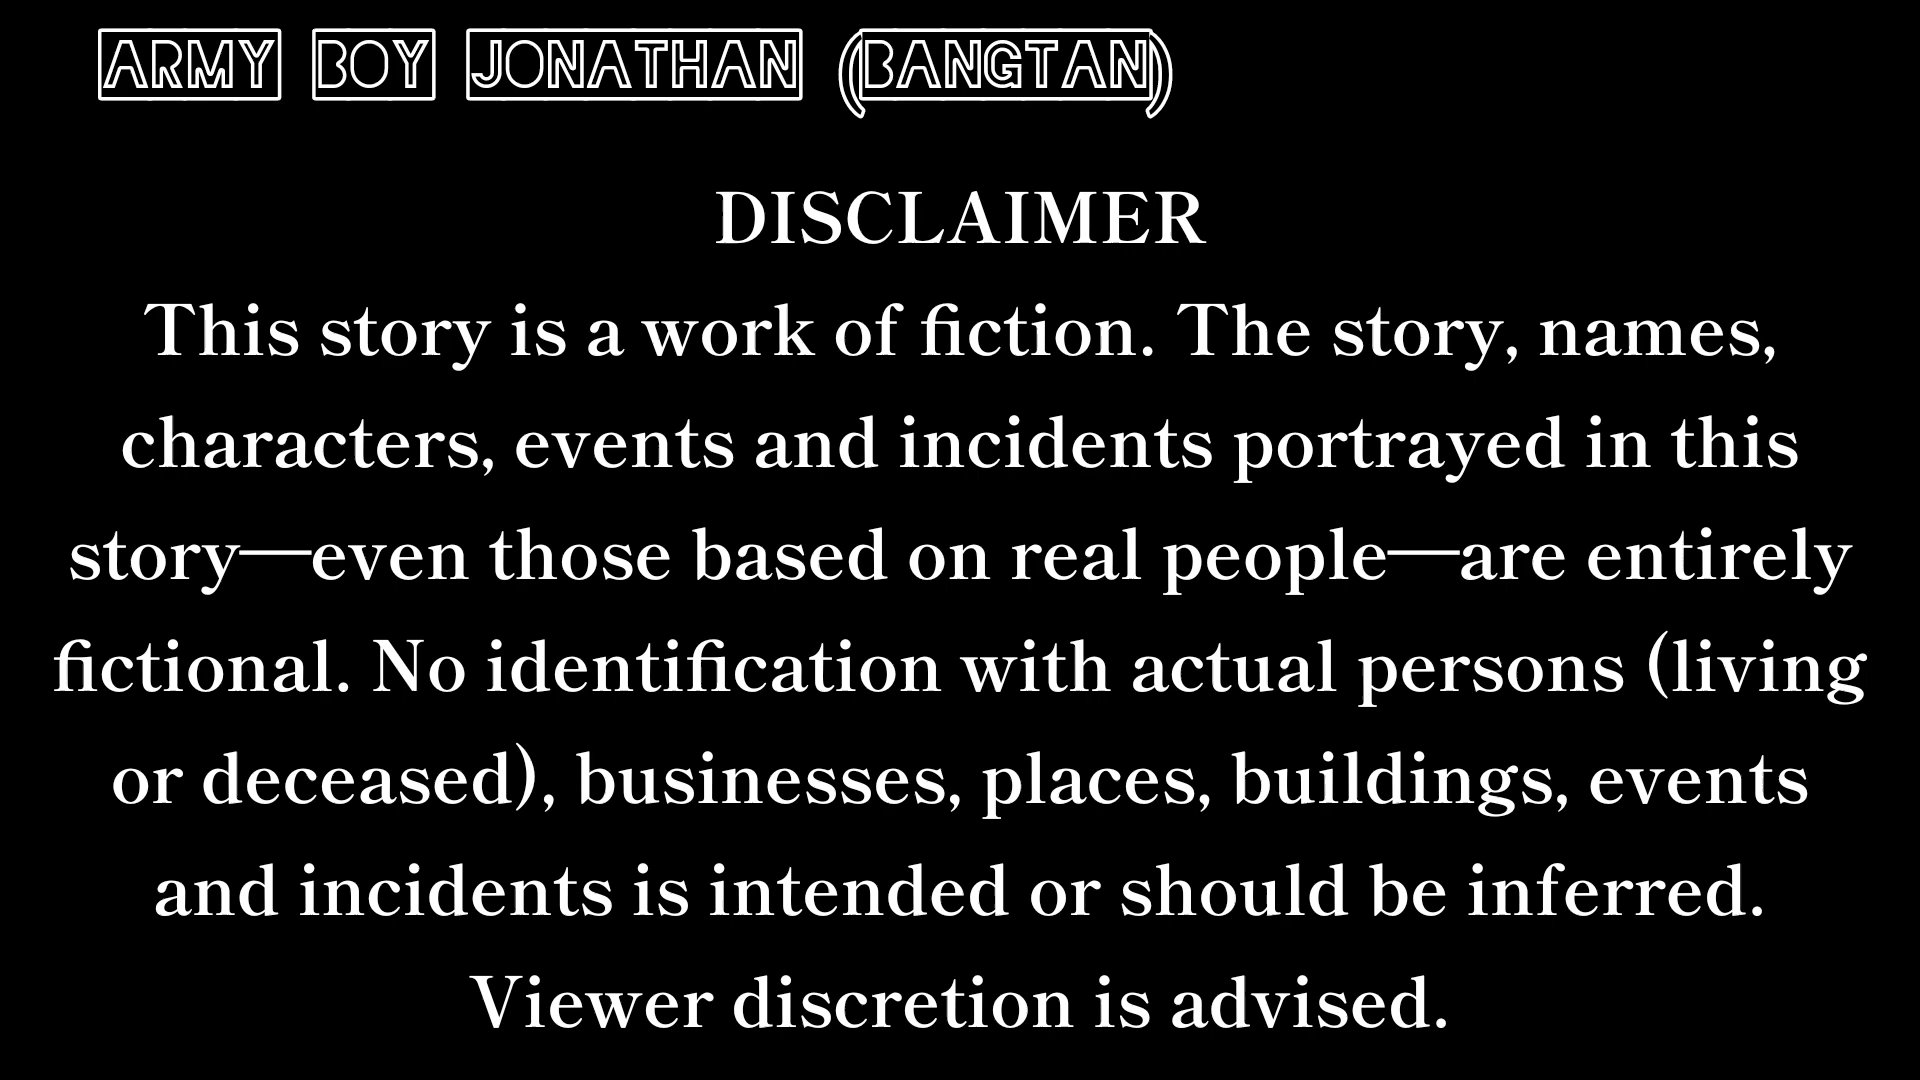 ARMY BOY JONATHAN (BANGTAN)
DISCLAIMER
This story is a work of fiction. The story, names,
characters, events and incidents portrayed in this
story—even those based on real people—are entirely
fictional. No identification with actual persons (living
or deceased), businesses, places, buildings, events
and incidents is intended or should be inferred.
Viewer discretion is advised.